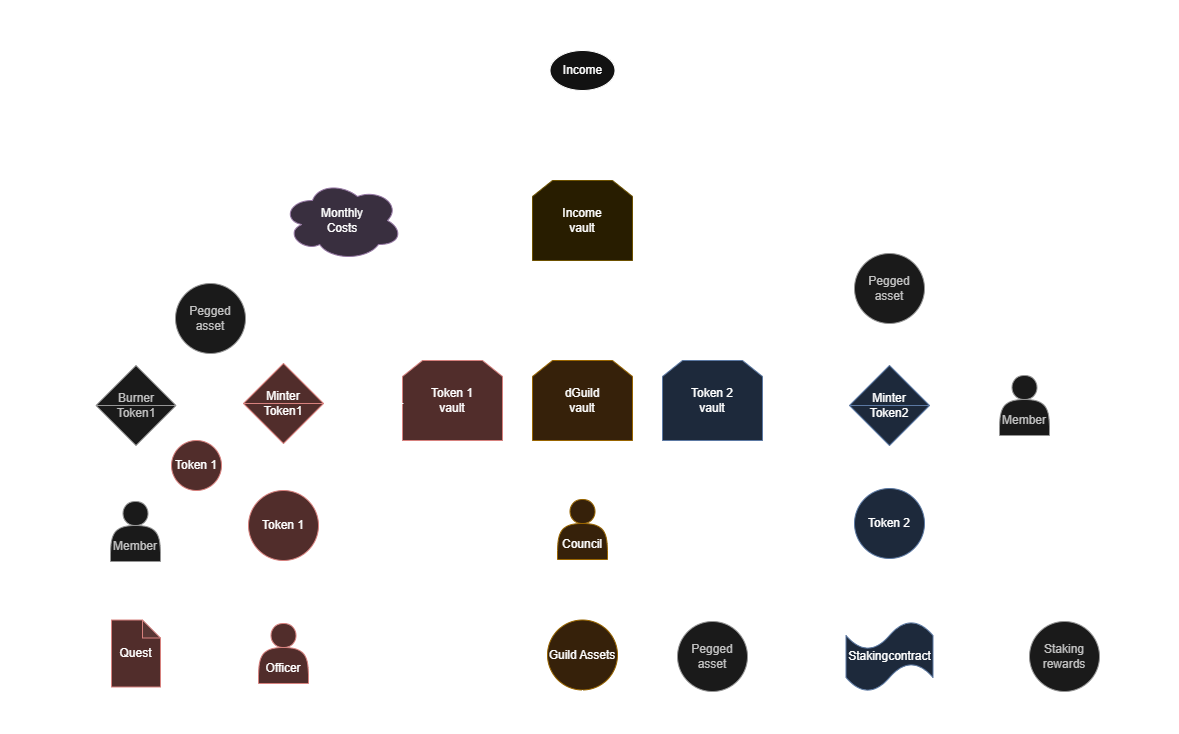 Income
Monthly
Costs
Income
vault
Pegged
asset
Pegged
asset
Burner
Token1
Minter
Token1
Token 1
vault
dGuild
vault
Token 2
vault
Minter
Token2
Member
Token 1
Member
Token 1
Council
Token 2
Quest
Officer
Guild Assets
Pegged
asset
Stakingcontract
Staking
rewards